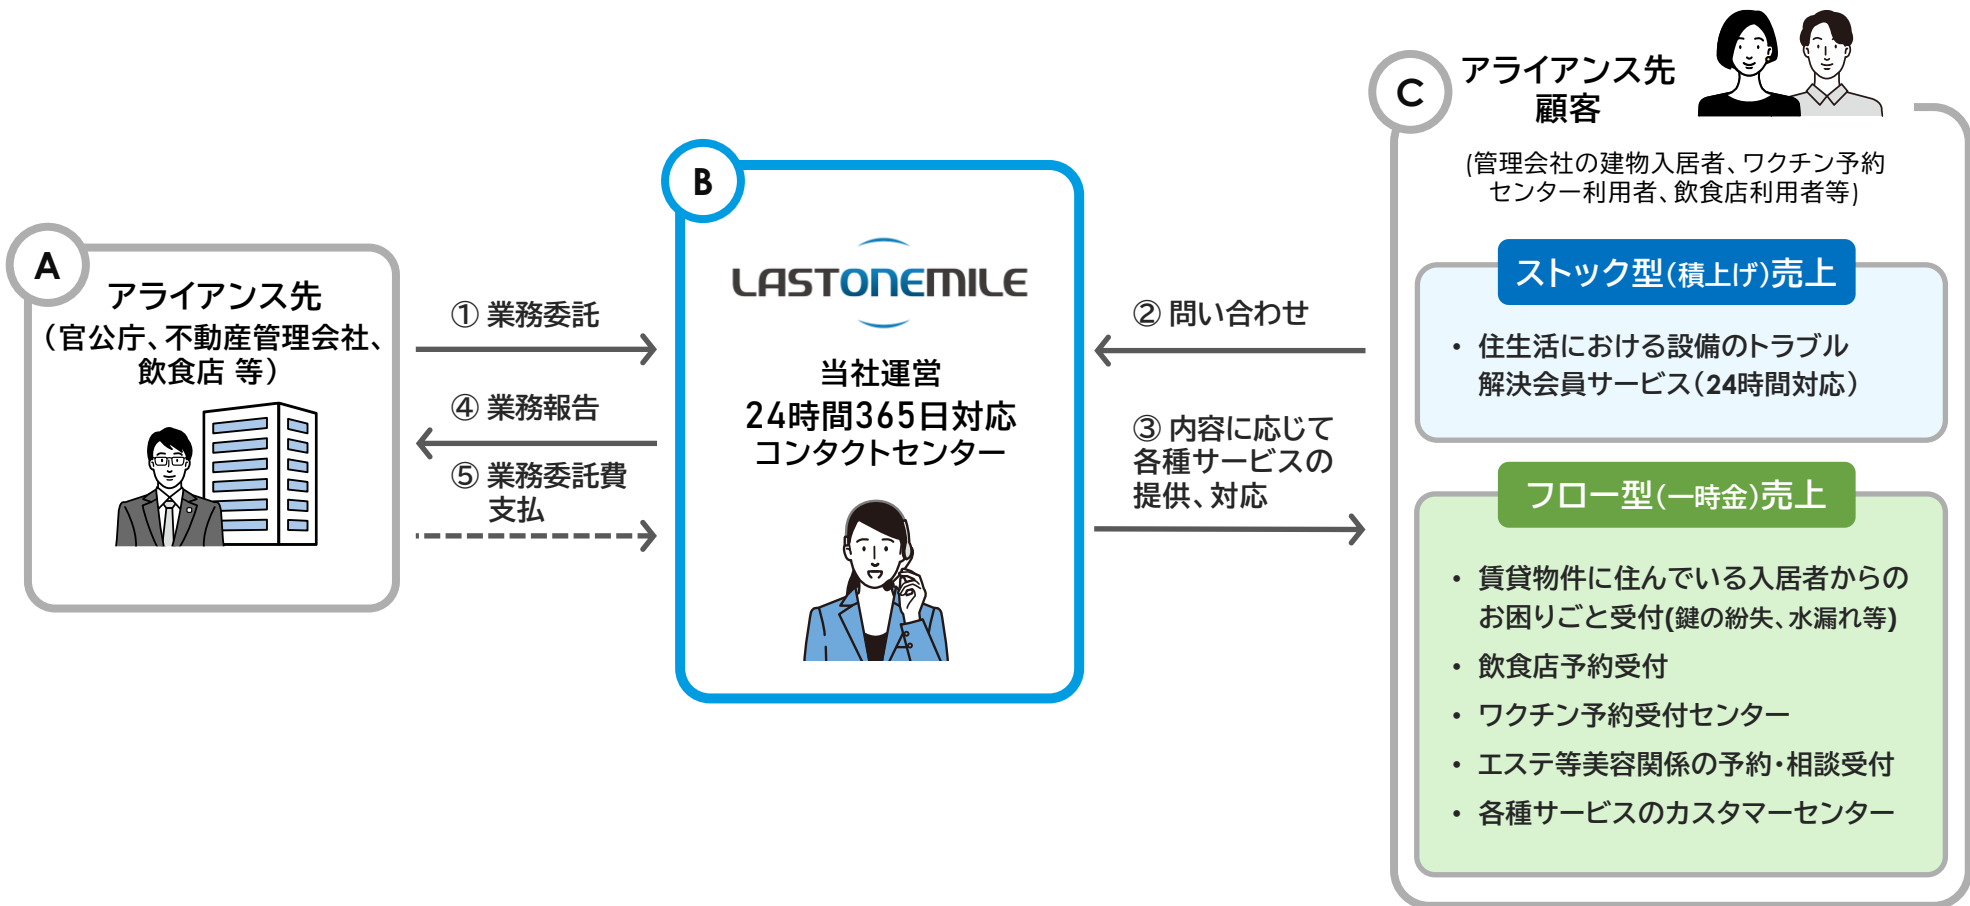 A
アライアンス先
（官公庁、不動産管理会社、
飲食店 等）
① 業務委託
④ 業務報告
⑤ 業務委託費
支払
B
LASTONEMILE
当社運営
24時間365日対応
コンタクトセンター
② 問い合わせ
③ 内容に応じて
各種サービスの
提供、対応
C
アライアンス先
顧客
(管理会社の建物入居者、ワクチン予約
センター利用者、飲食店利用者等)
ストック型(積上げ)売上
・ 住生活における設備のトラブル
解決会員サービス（24時間対応）
フロー型(一時金)売上
・ 賃貸物件に住んでいる入居者からの
お困りごと受付(鍵の紛失、水漏れ等)
・ 飲食店予約受付
・ ワクチン予約受付センター
・ エステ等美容関係の予約・相談受付
・ 各種サービスのカスタマーセンター